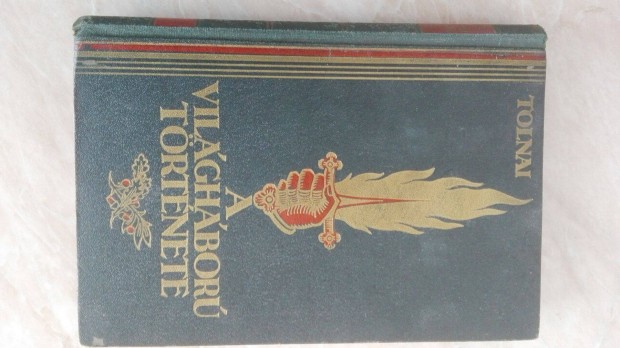 TOLNAI
A
VILÁGHÁBORÚ
TÖRTÉNETE